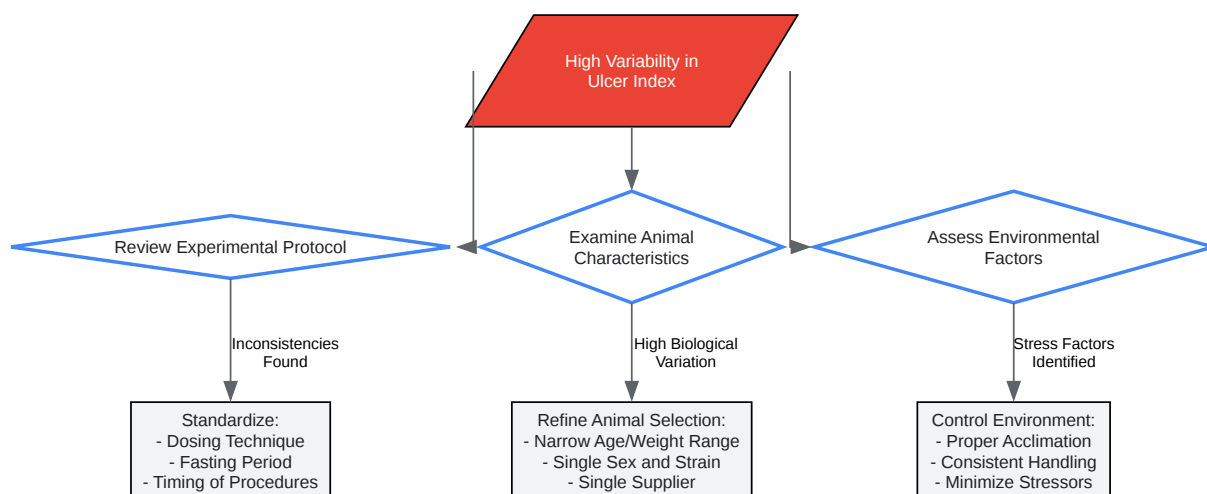 High Variability in
Ulcer Index
Review Experimental Protocol
Examine Animal
Characteristics
Assess Environmental
Factors
Inconsistencies
Found
High Biological
Variation
Stress Factors
Identified
Standardize:
- Dosing Technique
- Fasting Period
- Timing of Procedures
Refine Animal Selection:
- Narrow Age/Weight Range
- Single Sex and Strain
- Single Supplier
Control Environment:
- Proper Acclimation
- Consistent Handling
- Minimize Stressors